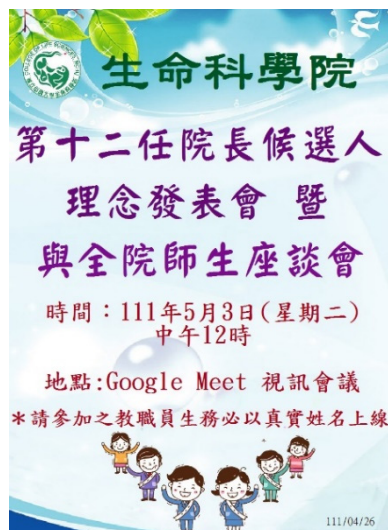 生命科學院
第十二任院長候選人
理念發表會 暨
與全院師生座談會
時間：111年5月3日(星期二)
中午12時
地點:Google Meet 視訊會議
*請參加之教職員生務必以真實姓名上線
111/04/26